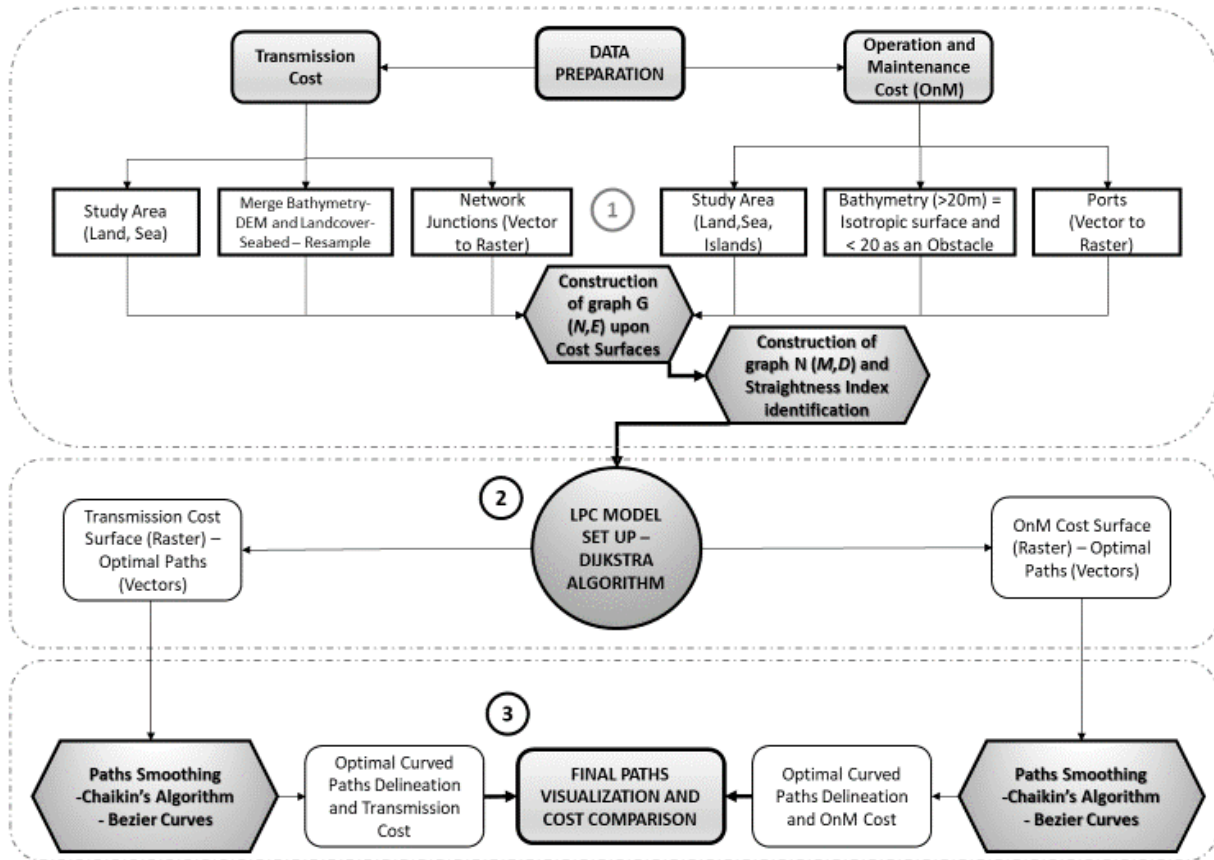 Transmission
Cost
DATA
PREPARATION
Operation and
Maintenance
Cost (OnM)
Study Area
(Land, Sea)
Merge Bathymetry-
DEM and Landcover-
Seabed – Resample
Network
Junctions (Vector
to Raster)
1
Study Area
(Land,Sea,
Islands)
Bathymetry (>20m) =
Isotropic surface and
< 20 as an Obstacle
Ports
(Vector to
Raster)
Construction
of graph G
(N,E) upon
Cost Surfaces
Construction of
graph N (M,D) and
Straightness Index
identification
2
Transmission Cost
Surface (Raster) –
Optimal Paths
(Vectors)
LPC MODEL
SET UP –
DIJKSTRA
ALGORITHM
OnM Cost Surface
(Raster) – Optimal
Paths (Vectors)
3
Paths Smoothing
-Chaikin's Algorithm
- Bezier Curves
Optimal Curved
Paths Delineation
and Transmission
Cost
FINAL PATHS
VISUALIZATION AND
COST COMPARISON
Optimal Curved
Paths Delineation
and OnM Cost
Paths Smoothing
-Chaikin's Algorithm
- Bezier Curves